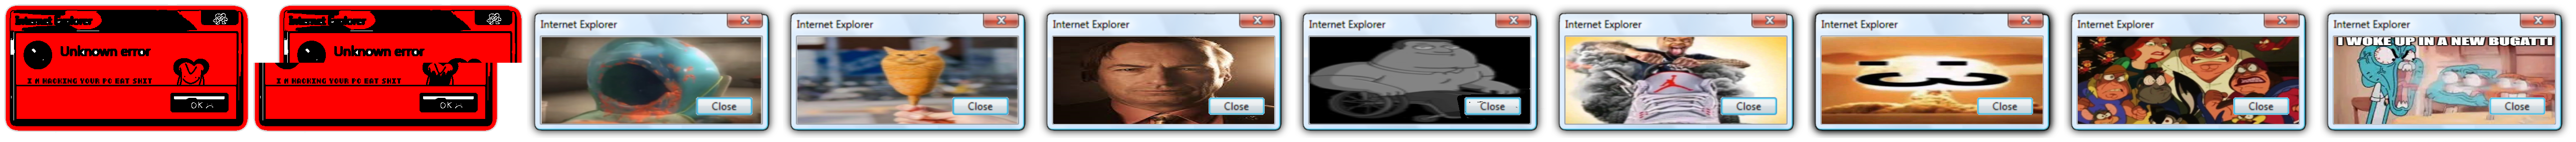 Internet Explorer
Unknown error
I M HACKING YOUR PC EAT SHIT
OK
Internet Explorer
Unknown error
I M HACKING YOUR PC EAT SHIT
OK
Internet Explorer
Close
Internet Explorer
Close
Internet Explorer
Close
Internet Explorer
Close
Internet Explorer
Close
Internet Explorer
Close
Internet Explorer
Close
Internet Explorer
I WOKE UP IN A NEW BUGATTI
Close